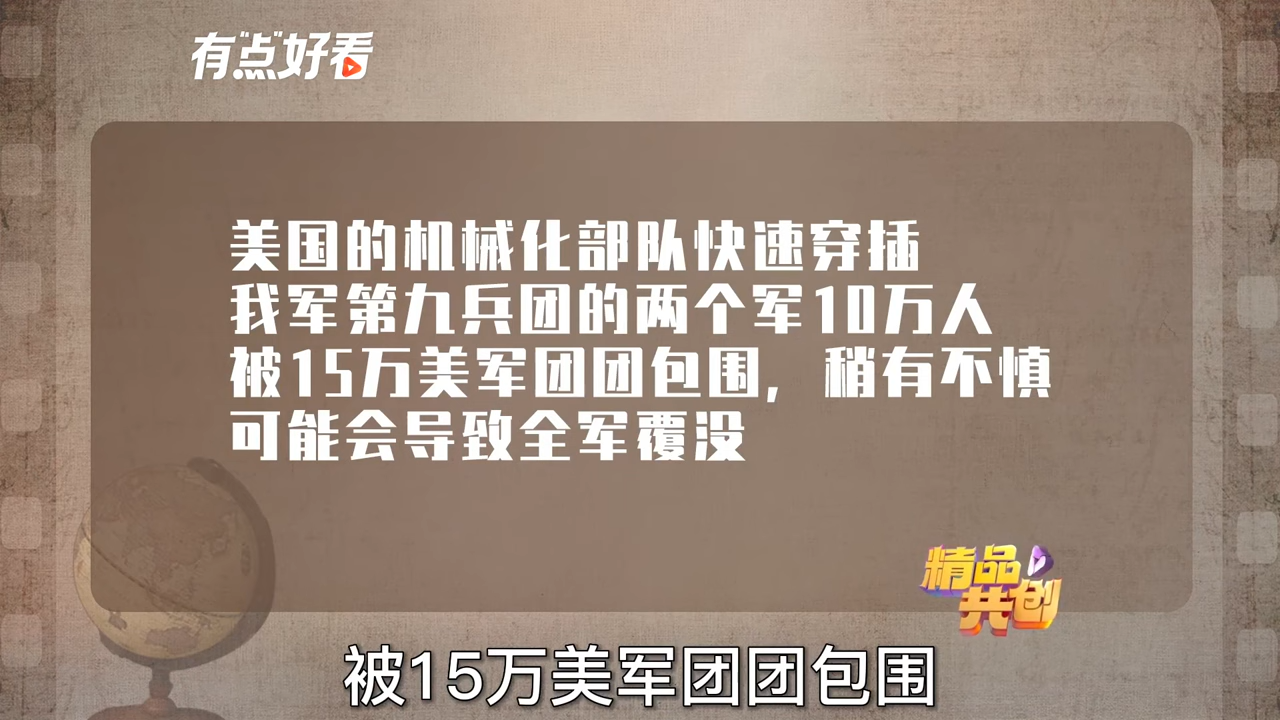 有"点"好看
美国的机械化部队快速穿插
我军第九兵团的两个军10万人
被15万美军团团包围，稍有不慎
可能会导致全军覆没
精品
共创
被15万美军团团包围